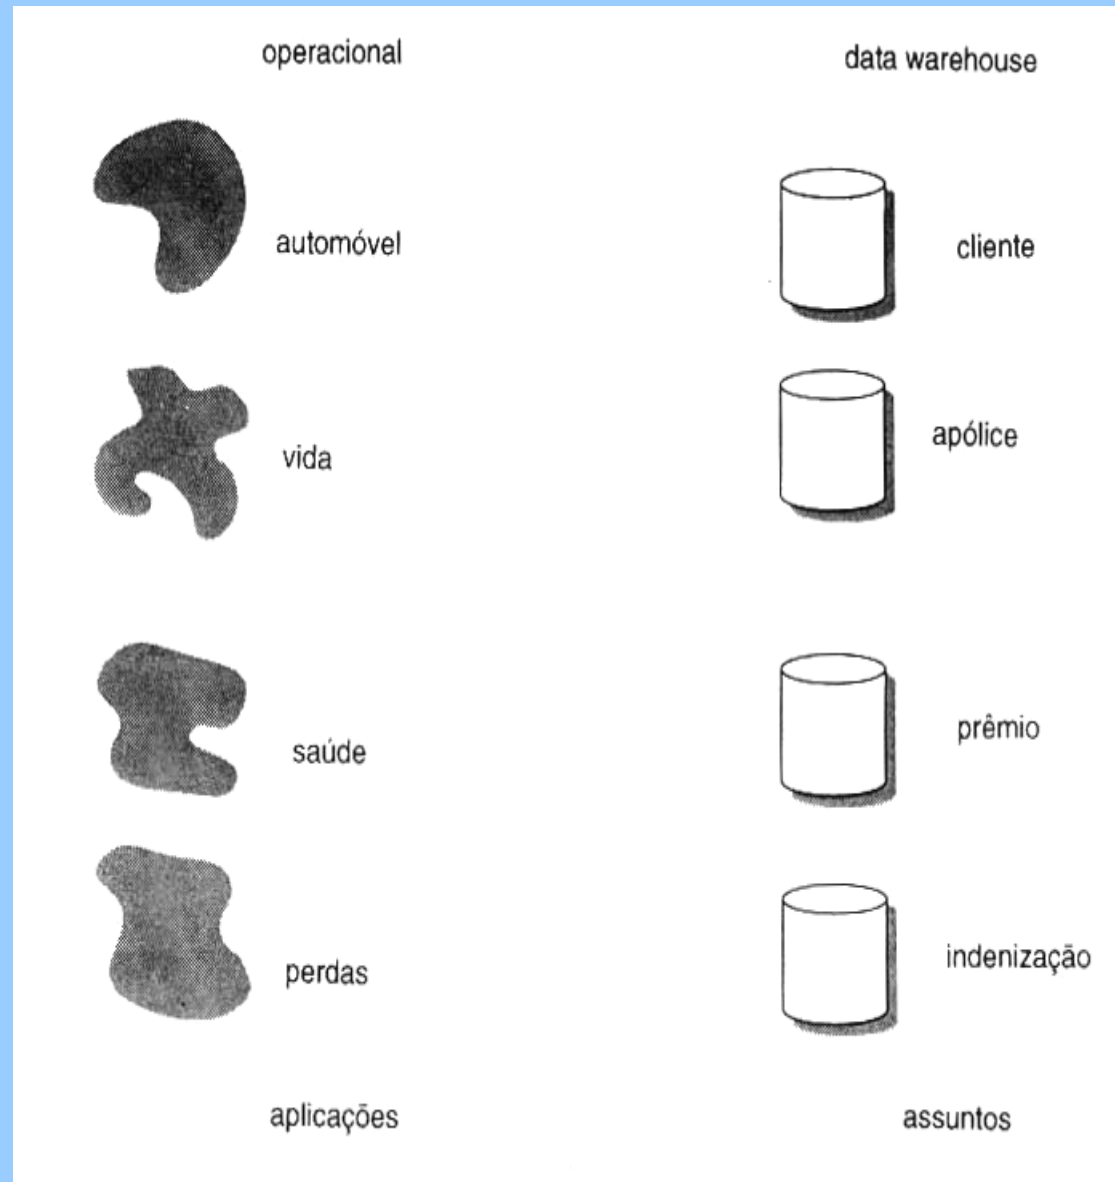 operacional
data warehouse
automóvel
cliente
vida
apólice
saúde
prêmio
perdas
indenização
aplicações
assuntos